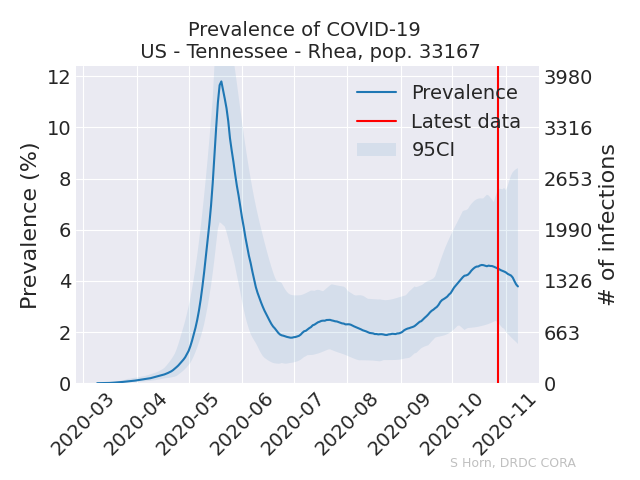 Prevalence of COVID-19
US - Tennessee - Rhea, pop. 33167
Prevalence (%)
12
10
8
6
4
2
0
Prevalence
Latest data
95CI
3980
3316
2653
1990
1326
663
0
# of infections
2020-03
2020-04
2020-05
2020-06
2020-07
2020-08
2020-09
2020-10
2020-11
S Horn, DRDC CORA